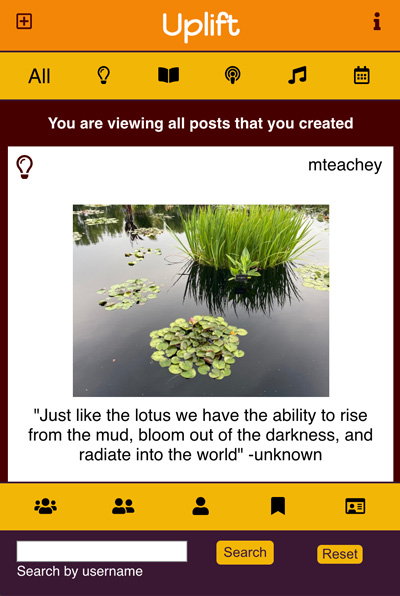 Uplift
All
You are viewing all posts that you created
mteachey
"Just like the lotus we have the ability to rise
from the mud, bloom out of the darkness, and
radiate into the world" -unknown
Search
Reset
Search by username